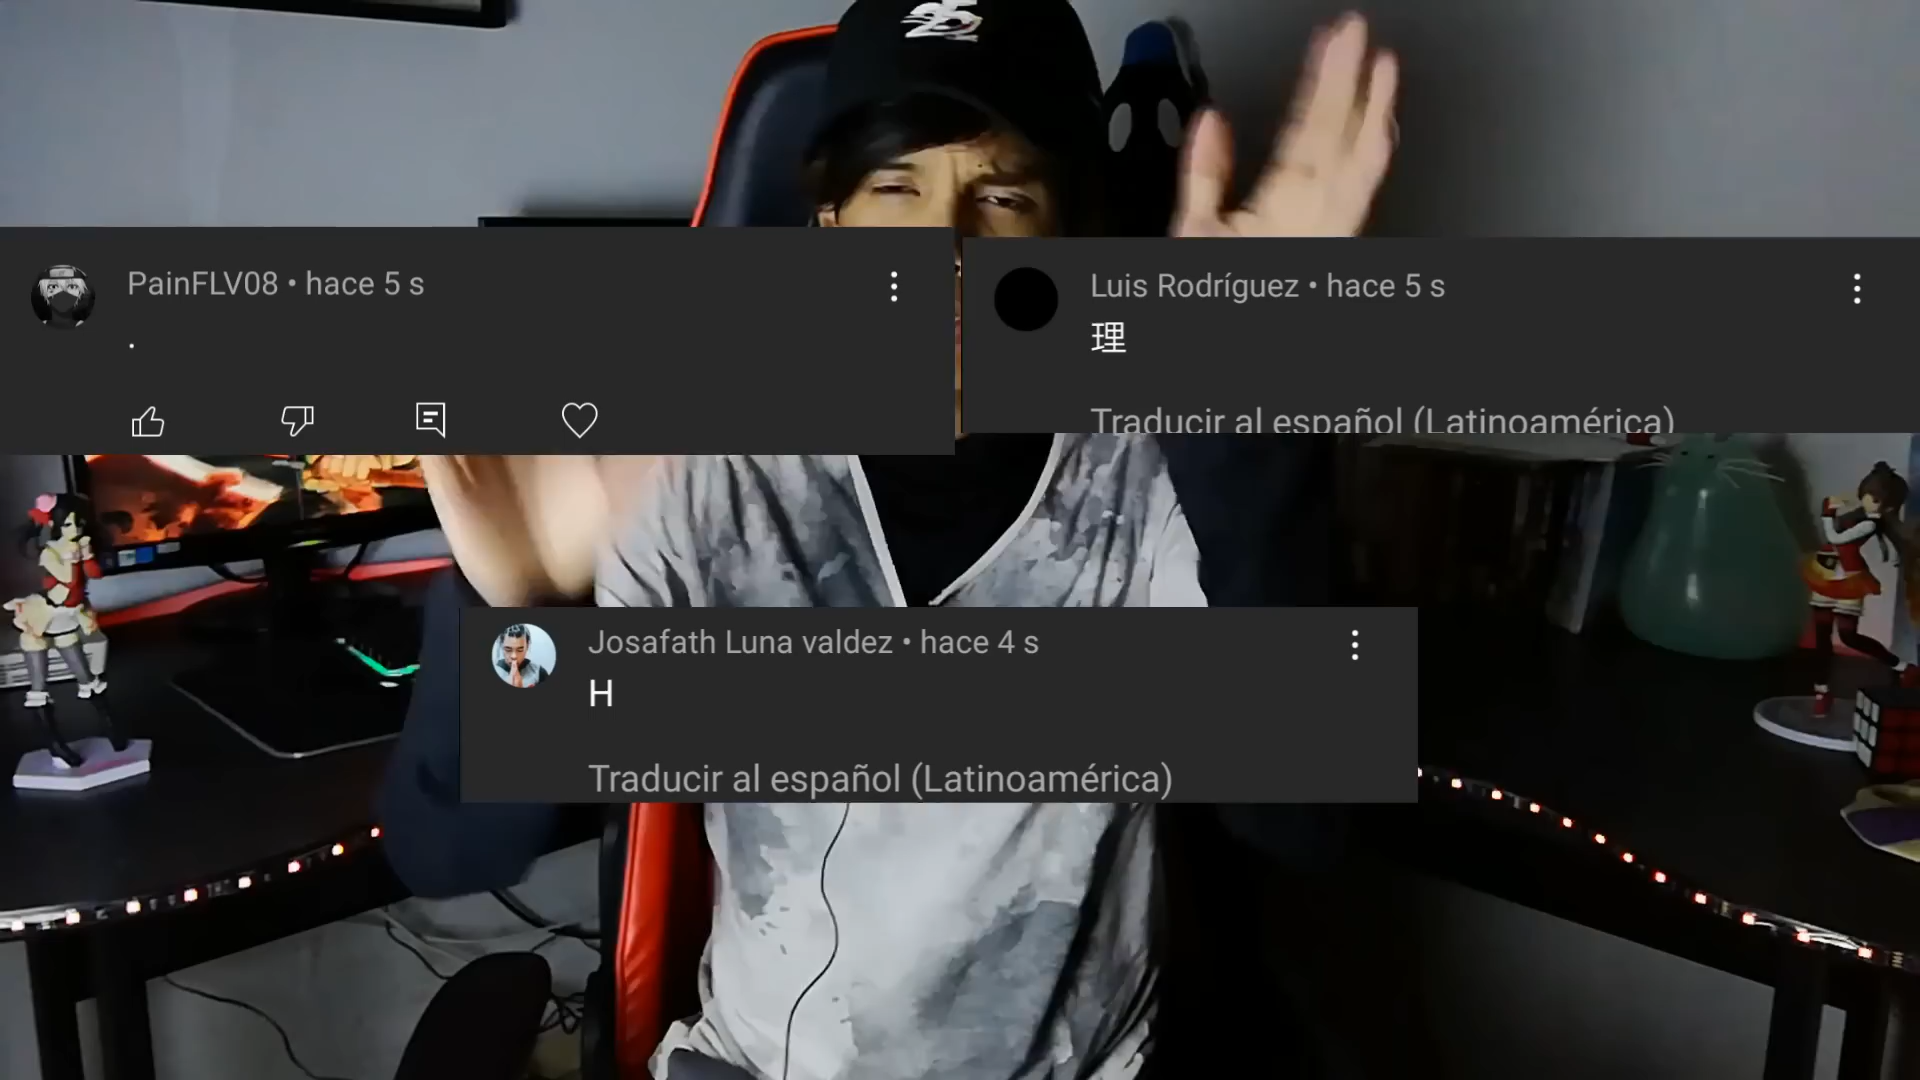 PainFLV08 • hace 5 s
.
Luis Rodríguez • hace 5 s
理
Traducir al español (Latinoamérica)
Josafath Luna valdez • hace 4 s
H
Traducir al español (Latinoamérica)